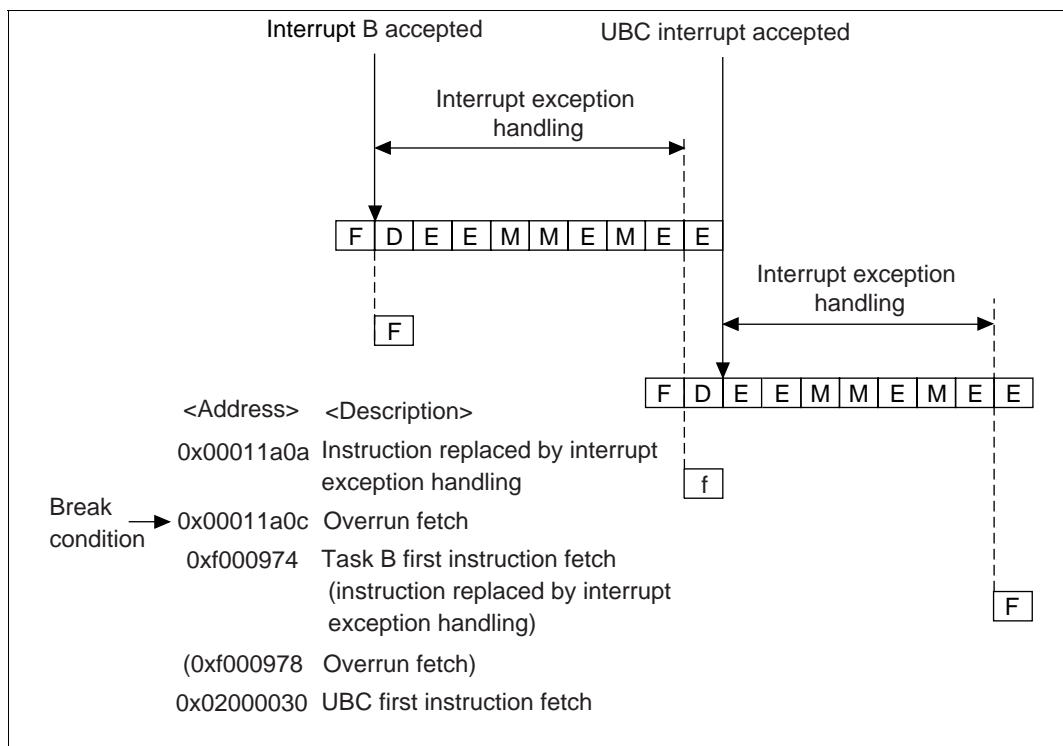 Interrupt B accepted
UBC interrupt accepted
Interrupt exception
handling
F D E E M M E M E E
Interrupt exception
handling
F
F D E E M M E M E E
<Address> <Description>
0x00011a0a Instruction replaced by interrupt
exception handling
f
Break
condition
0x00011a0c Overrun fetch
0xf000974 Task B first instruction fetch
(instruction replaced by interrupt
exception handling)
F
(0xf000978 Overrun fetch)
0x02000030 UBC first instruction fetch